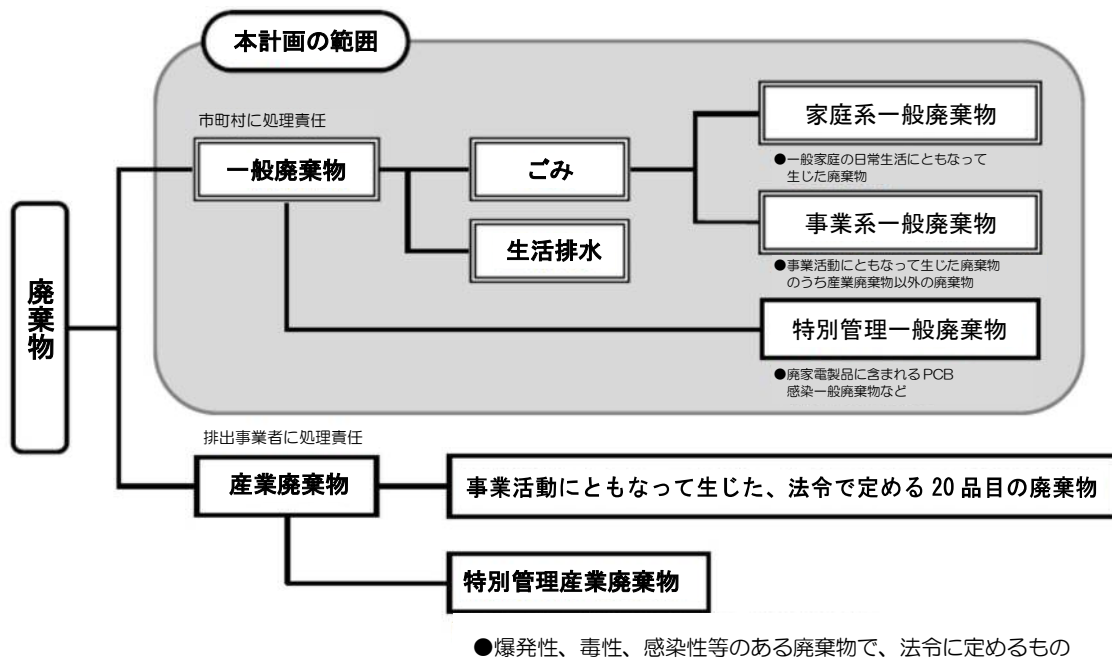 本計画の範囲
市町村に処理責任
一般廃棄物
ごみ
生活排水
家庭系一般廃棄物
●一般家庭の日常生活にともなって
生じた廃棄物
事業系一般廃棄物
●事業活動にともなって生じた廃棄物
のうち産業廃棄物以外の廃棄物
特別管理一般廃棄物
●廃家電製品に含まれるPCB
感染一般廃棄物など
廃棄物
排出事業者に処理責任
産業廃棄物
事業活動にともなって生じた、法令で定める20品目の廃棄物
特別管理産業廃棄物
●爆発性、毒性、感染性等のある廃棄物で、法令に定めるもの